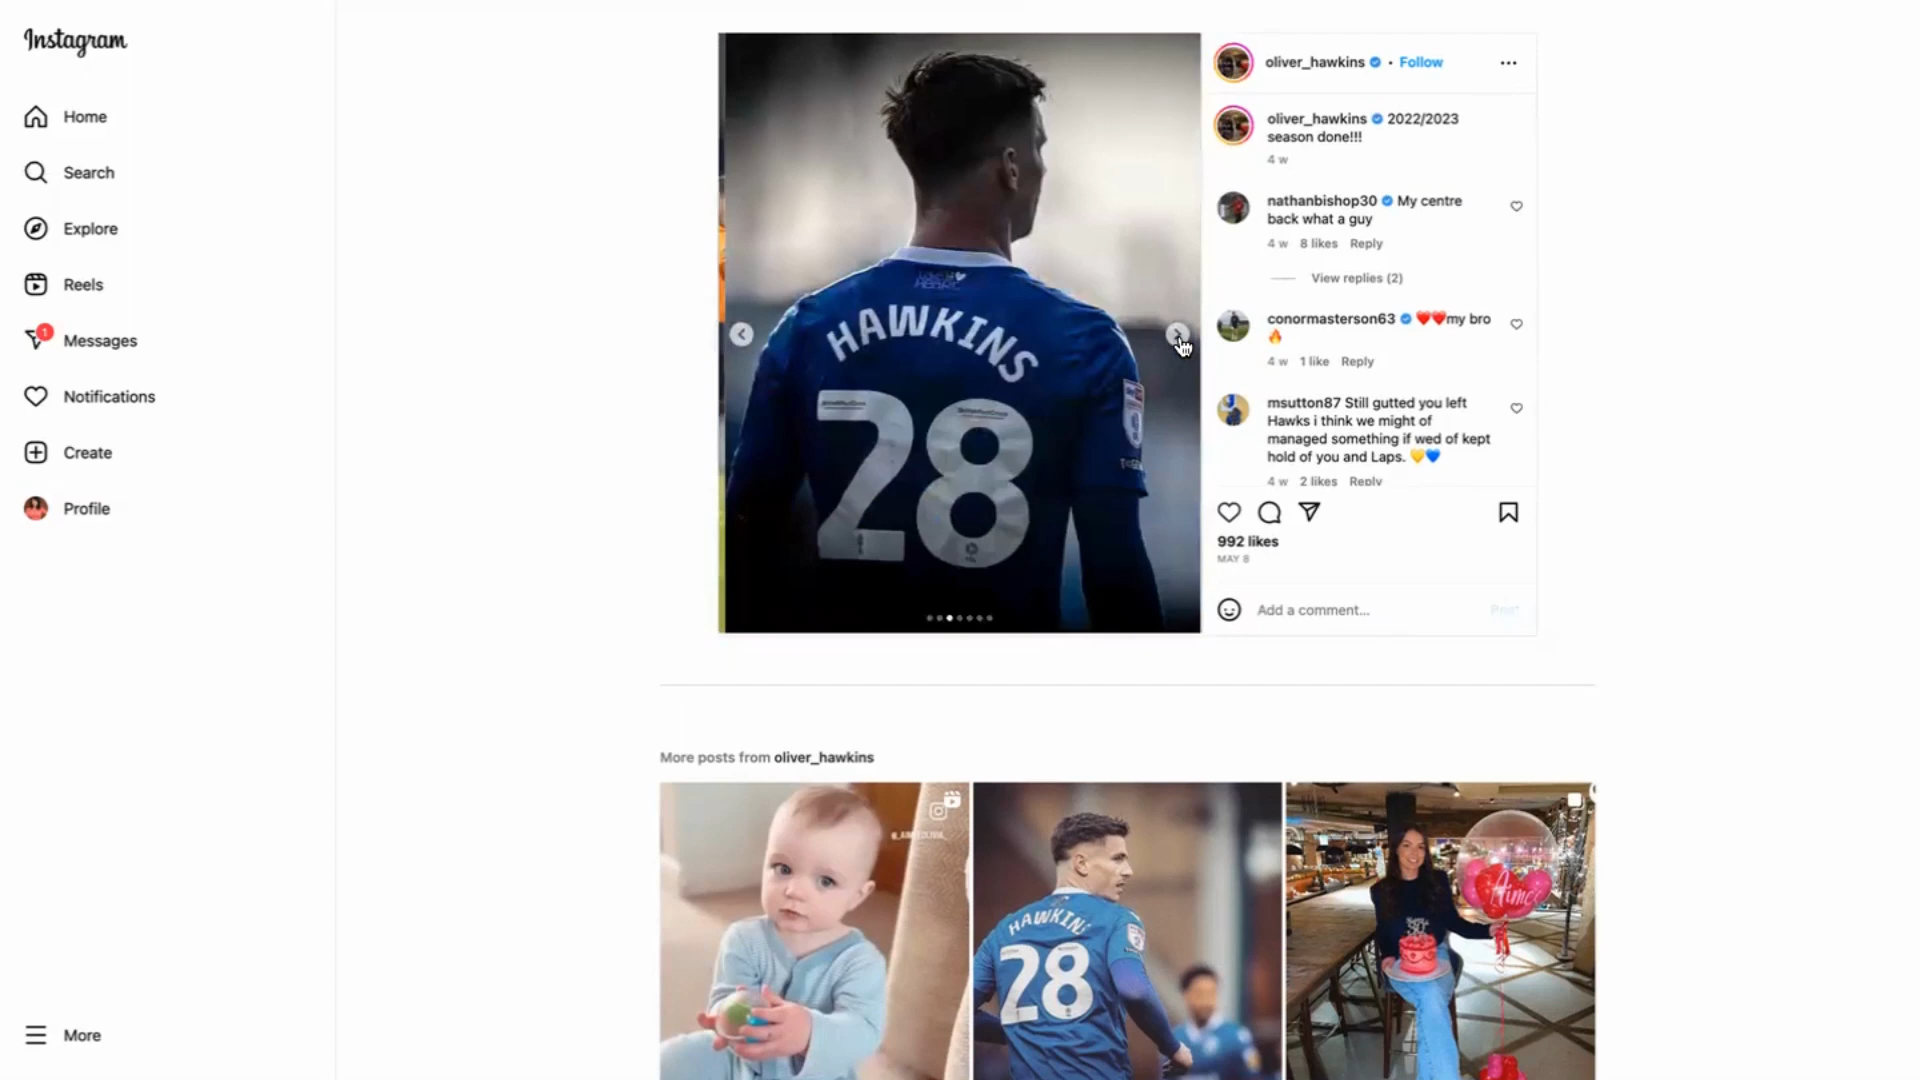 Instagram
Home
Search
Explore
Reels
1
Messages
Notifications
Create
Profile
More
HAWKINS
28
oliver_hawkins • Follow
oliver_hawkins 2022/2023
season done!!!
4 w
nathanbishop30 My centre
back what a guy
4 w 8 likes Reply
View replies (2)
conormasterson63 ❤️❤️my bro
🔥
4 w 1 like Reply
msutton87 Still gutted you left
Hawks i think we might of
managed something if wed of kept
hold of you and Laps. 💛💙
4 w 2 likes Reply
992 likes
MAY 8
Add a comment...
Post
More posts from oliver_hawkins
HAWKINS
28